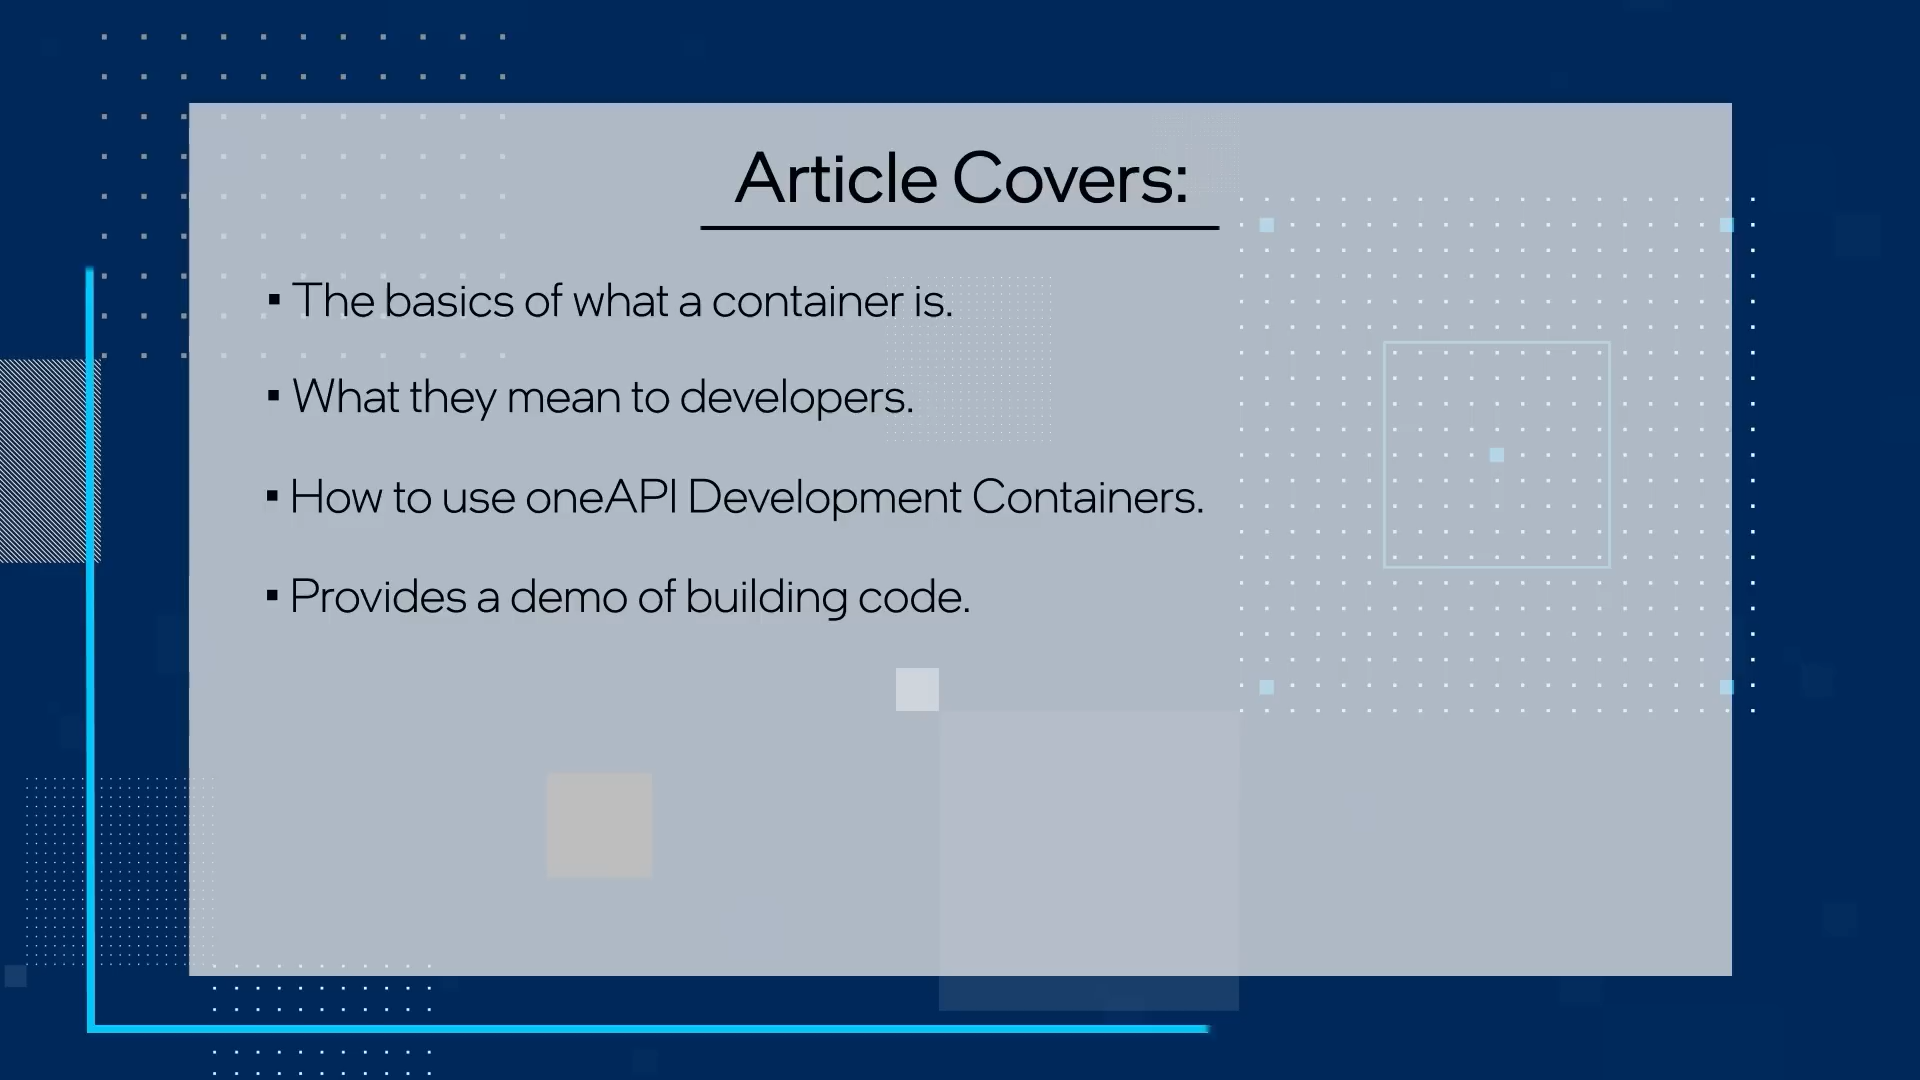 Article Covers:
▪ The basics of what a container is.
▪ What they mean to developers.
▪ How to use oneAPI Development Containers.
▪ Provides a demo of building code.